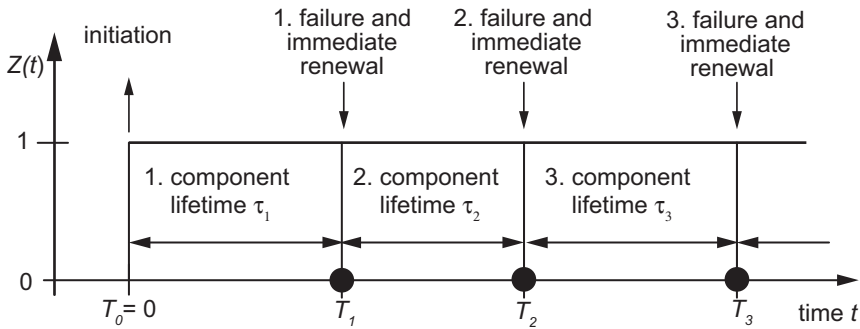 initiation
1. failure and
immediate
renewal
2. failure and
immediate
renewal
3. failure and
immediate
renewal
Z(t)
1
1. component
lifetime τ1
2. component
lifetime τ2
3. component
lifetime τ3
0
T0= 0
T1
T2
T3
time t